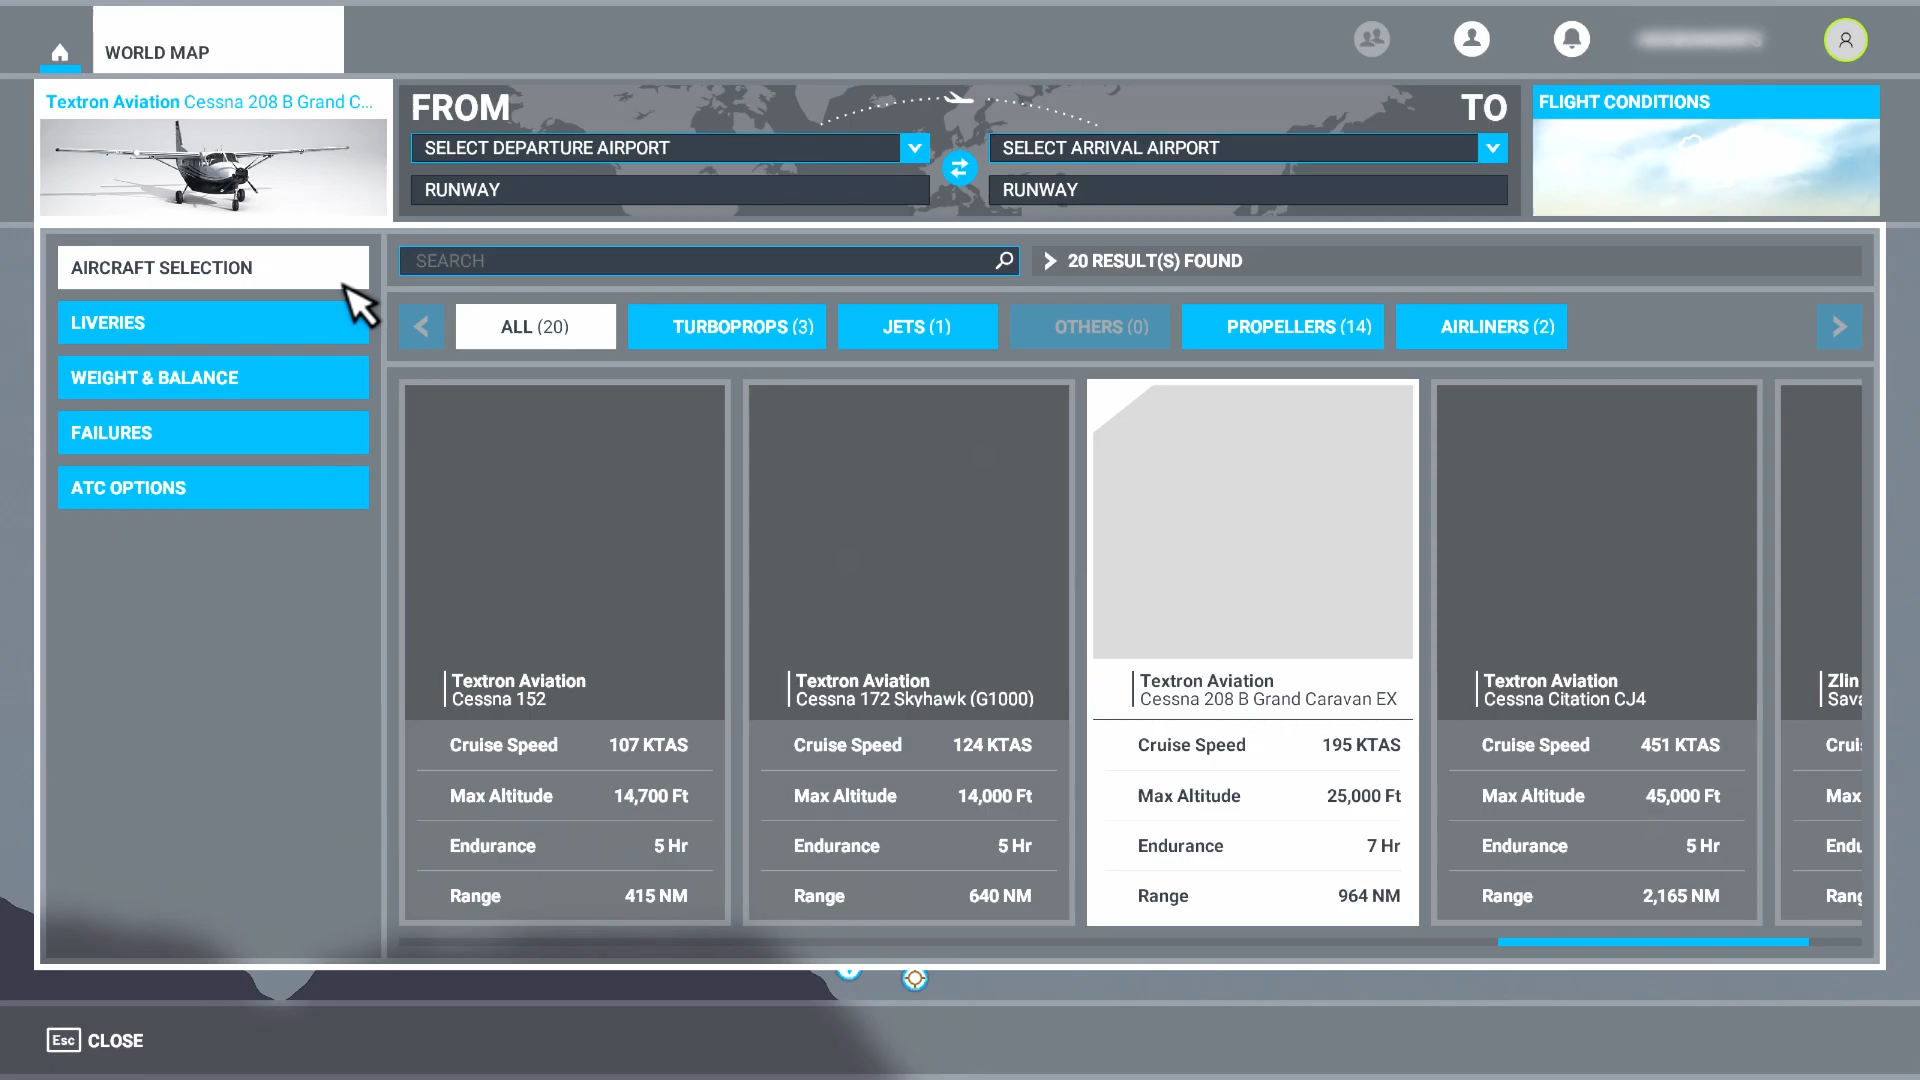 WORLD MAP
Textron Aviation Cessna 208 B Grand C...
FROM
TO
SELECT DEPARTURE AIRPORT
SELECT ARRIVAL AIRPORT
RUNWAY
RUNWAY
FLIGHT CONDITIONS
AIRCRAFT SELECTION
LIVERIES
WEIGHT & BALANCE
FAILURES
ATC OPTIONS
SEARCH
20 RESULT(S) FOUND
ALL (20)
TURBOPROPS (3)
JETS (1)
OTHERS (0)
PROPELLERS (14)
AIRLINERS (2)
Textron Aviation
Cessna 152
Cruise Speed 107 KTAS
Max Altitude 14,700 Ft
Endurance 5 Hr
Range 415 NM
Textron Aviation
Cessna 172 Skyhawk (G1000)
Cruise Speed 124 KTAS
Max Altitude 14,000 Ft
Endurance 5 Hr
Range 640 NM
Textron Aviation
Cessna 208 B Grand Caravan EX
Cruise Speed 195 KTAS
Max Altitude 25,000 Ft
Endurance 7 Hr
Range 964 NM
Textron Aviation
Cessna Citation CJ4
Cruise Speed 451 KTAS
Max Altitude 45,000 Ft
Endurance 5 Hr
Range 2,165 NM
Zlin
Sava
Max
Esc CLOSE